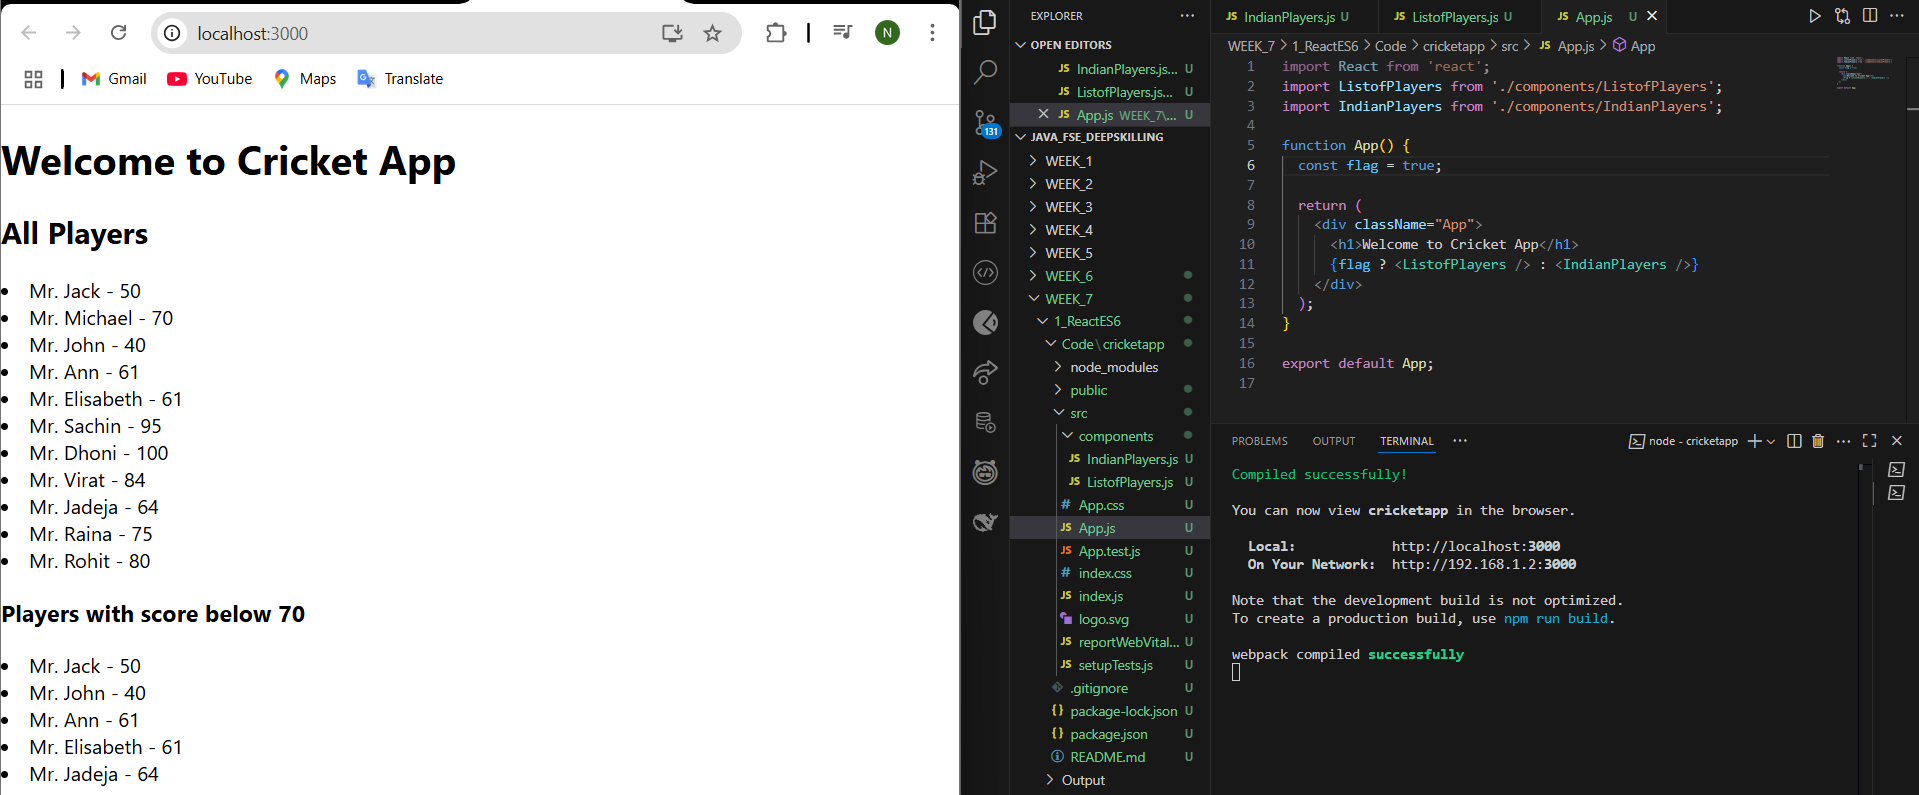 localhost:3000
N
Gmail
YouTube
Maps
Translate
Welcome to Cricket App
All Players
Mr. Jack - 50
Mr. Michael - 70
Mr. John - 40
Mr. Ann - 61
Mr. Elisabeth - 61
Mr. Sachin - 95
Mr. Dhoni - 100
Mr. Virat - 84
Mr. Jadeja - 64
Mr. Raina - 75
Mr. Rohit - 80
Players with score below 70
Mr. Jack - 50
Mr. John - 40
Mr. Ann - 61
Mr. Elisabeth - 61
Mr. Jadeja - 64
131
EXPLORER
OPEN EDITORS
JS IndianPlayers.js... U
JS ListofPlayers.js... U
JS App.js WEEK_7\... U
JAVA_FSE_DEEPSKILLING
WEEK_1
WEEK_2
WEEK_3
WEEK_4
WEEK_5
WEEK_6
WEEK_7
1_ReactES6
Code\cricketapp
node_modules
public
src
components
JS IndianPlayers.js U
JS ListofPlayers.js U
# App.css U
JS App.js U
JS App.test.js U
# index.css U
JS index.js U
logo.svg U
JS reportWebVital... U
JS setupTests.js U
.gitignore U
{} package-lock.json U
{} package.json U
README.md U
Output
JS IndianPlayers.js U
JS ListofPlayers.js U
JS App.js U
WEEK_7 > 1_ReactES6 > Code > cricketapp > src > JS App.js > App
1 import React from 'react';
2 import ListofPlayers from './components/ListofPlayers';
3 import IndianPlayers from './components/IndianPlayers';
4
5 function App() {
6 const flag = true;
7
8 return (
9 <div className="App">
10 <h1>Welcome to Cricket App</h1>
11 {flag ? <ListofPlayers /> : <IndianPlayers />}
12 </div>
13 );
14 }
15
16 export default App;
17
PROBLEMS OUTPUT TERMINAL ...
node - cricketapp
Compiled successfully!
You can now view cricketapp in the browser.
Local: http://localhost:3000
On Your Network: http://192.168.1.2:3000
Note that the development build is not optimized.
To create a production build, use npm run build.
webpack compiled successfully